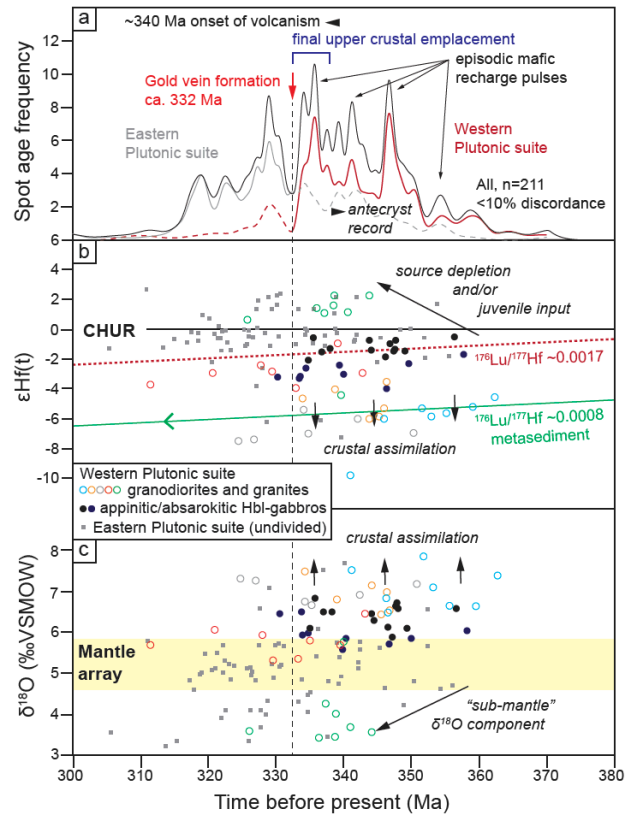 a
~340 Ma onset of volcanism
final upper crustal emplacement
Gold vein formation
ca. 332 Ma
episodic mafic
recharge pulses
Eastern
Plutonic suite
Western
Plutonic suite
All, n=211
<10% discordance
antecryst
record
Spot age frequency
12
10
8
6
4
2
6
b
source depletion
and/or
juvenile input
CHUR
¹⁷⁶Lu/¹⁷⁷Hf ~0.0017
¹⁷⁶Lu/¹⁷⁷Hf ~0.0008
metasediment
crustal assimilation
εHf(t)
4
2
0
-2
-4
-6
-8
-10
Western Plutonic suite
granodiorites and granites
appinitic/absarokitic Hbl-gabbros
Eastern Plutonic suite (undivided)
c
crustal assimilation
Mantle
array
"sub-mantle"
δ¹⁸O component
δ¹⁸O (‰VSMOW)
8
7
6
5
4
3
300
310
320
330
340
350
360
370
380
Time before present (Ma)